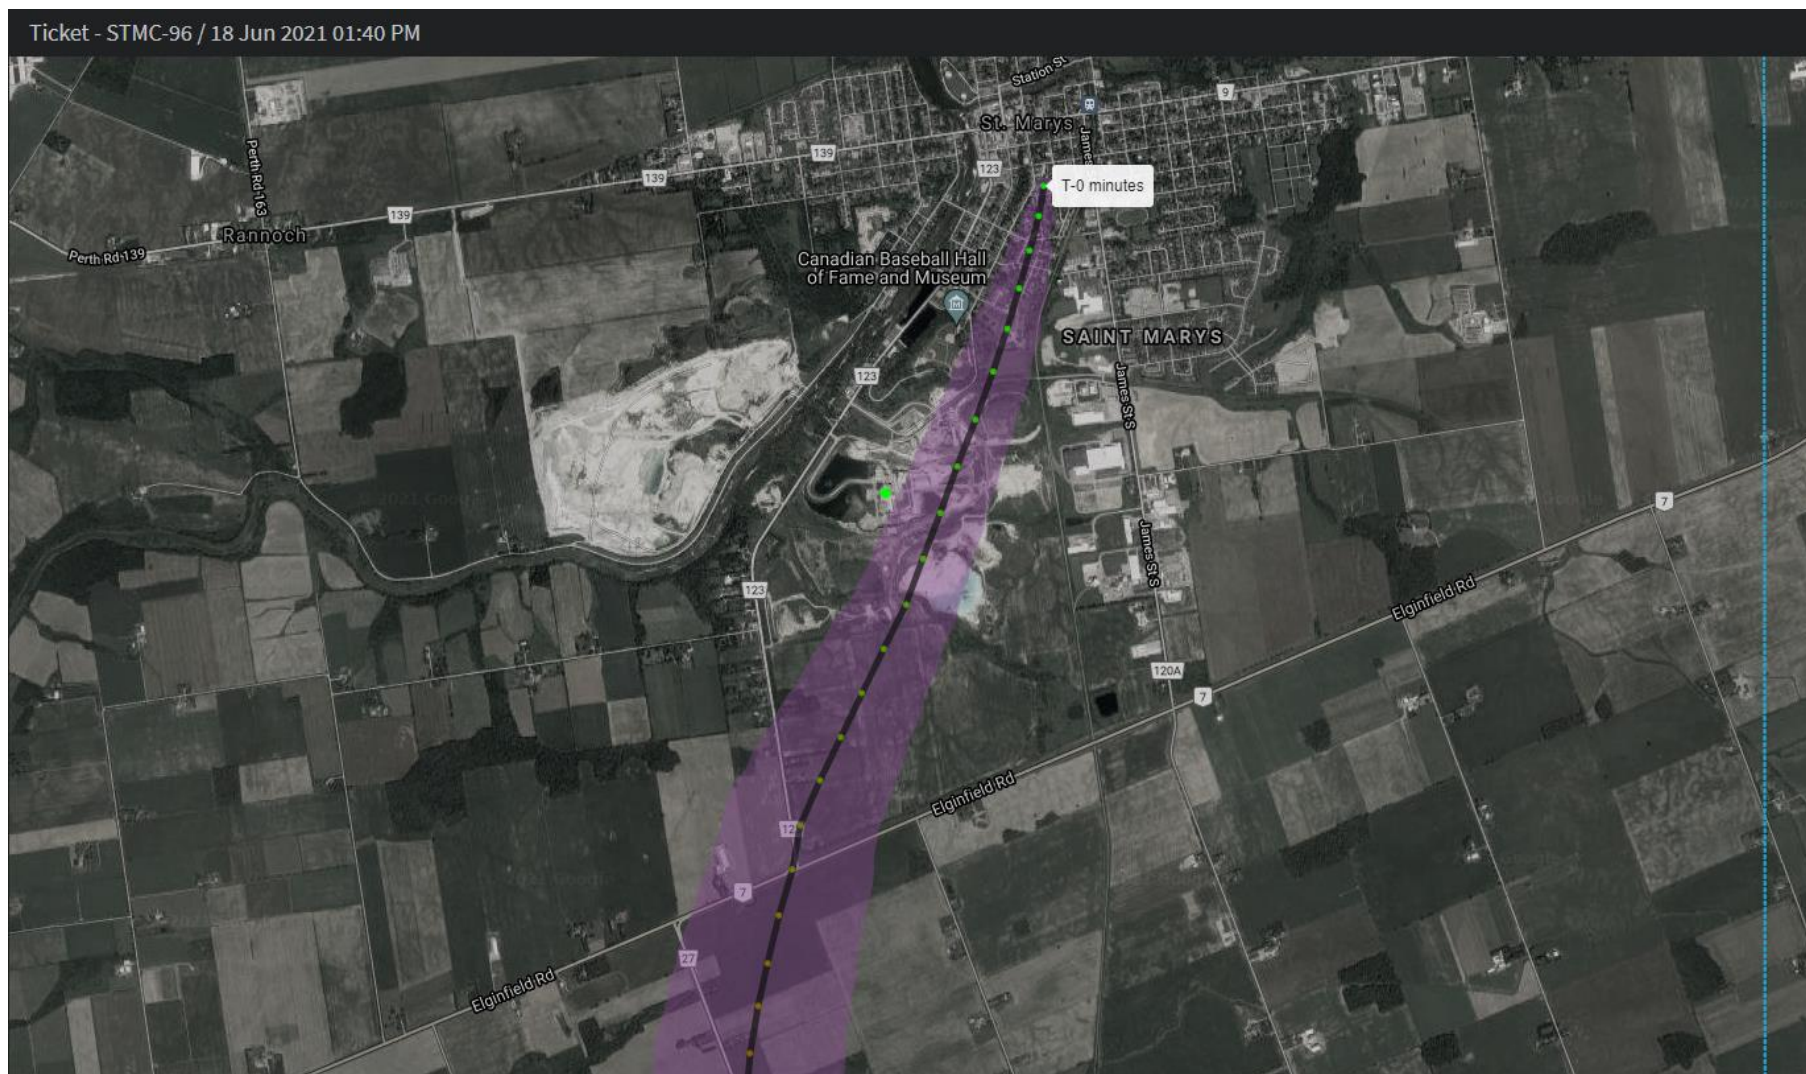 Ticket - STMC-96 / 18 Jun 2021 01:40 PM
Station St
9
St. Marys
James
139
123
139
Perth Rd 163
T-0 minutes
139
Rannoch
Perth Rd 139
Canadian Baseball Hall
of Fame and Museum
SAINT MARYS
123
James St S
7
James St S
123
Elginfield Rd
120A
7
Elginfield Rd
12
7
27
Elginfield Rd